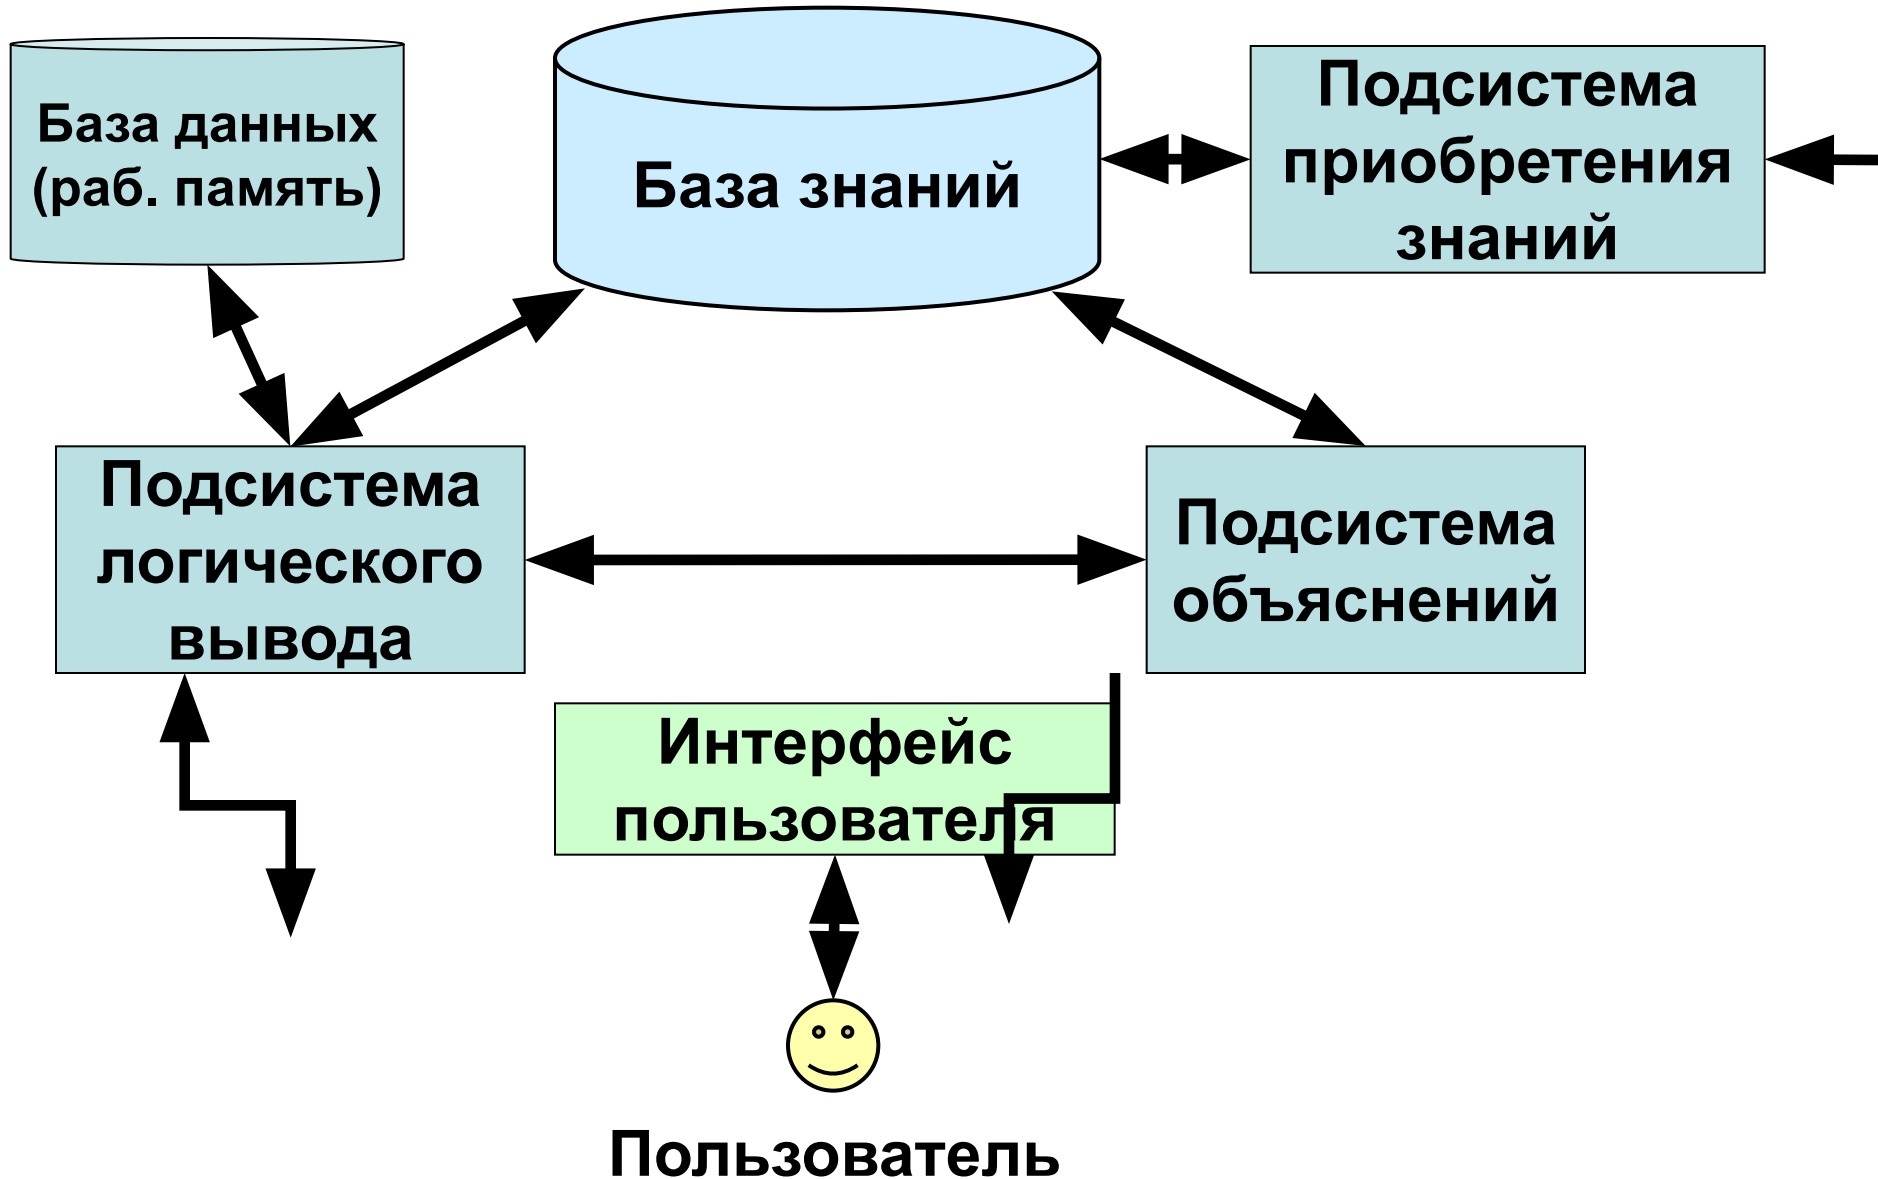 База данных
(раб. память)
База знаний
Подсистема
приобретения
знаний
Подсистема
логического
вывода
Подсистема
объяснений
Интерфейс
пользователя
Пользователь